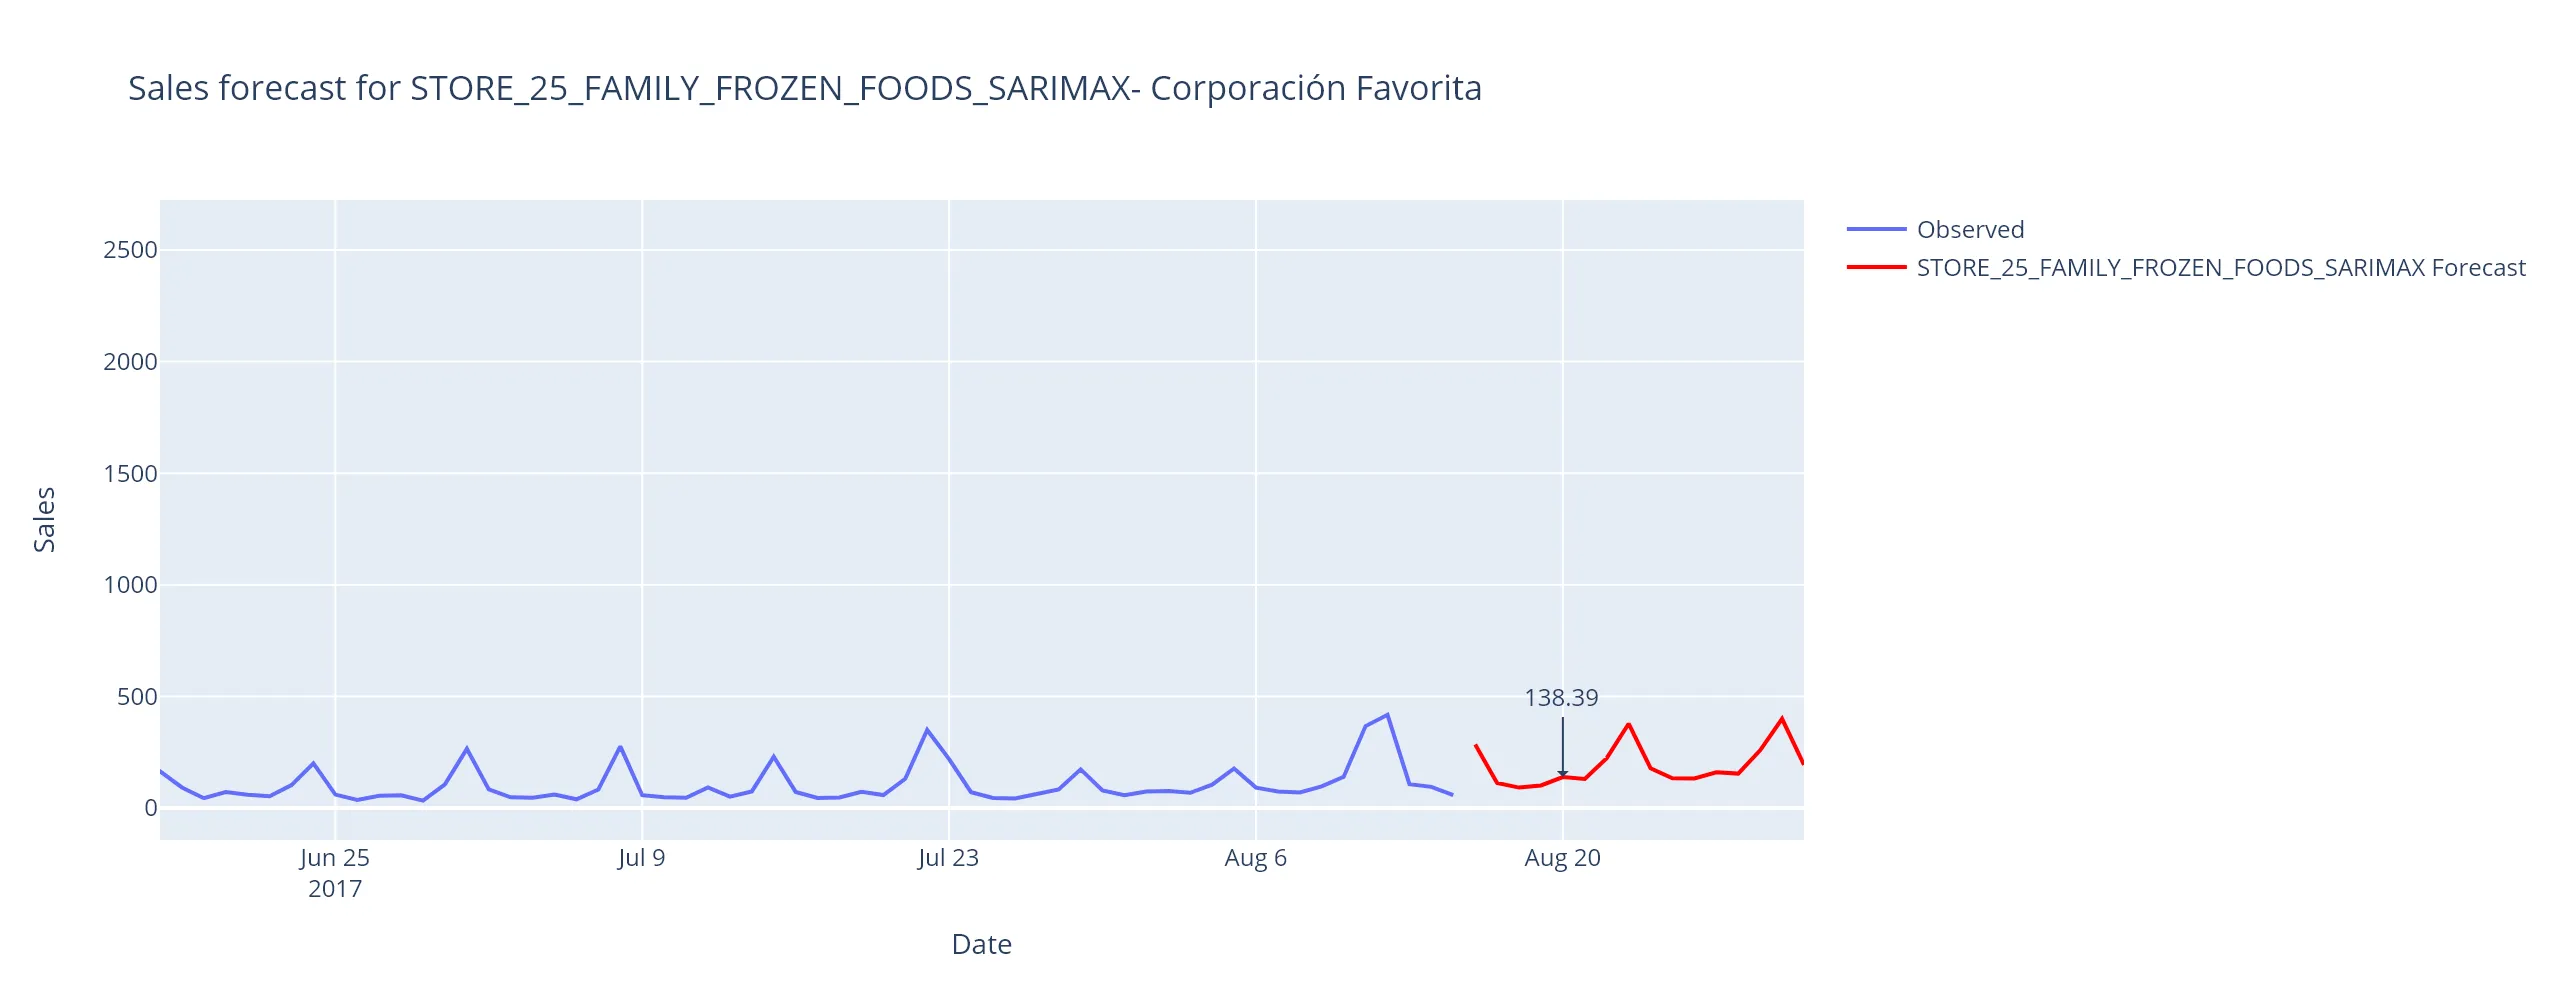 Sales forecast for STORE_25_FAMILY_FROZEN_FOODS_SARIMAX- Corporación Favorita
Observed
STORE_25_FAMILY_FROZEN_FOODS_SARIMAX Forecast
2500
2000
1500
1000
500
0
Sales
138.39
Jun 25
2017
Jul 9
Jul 23
Aug 6
Aug 20
Date